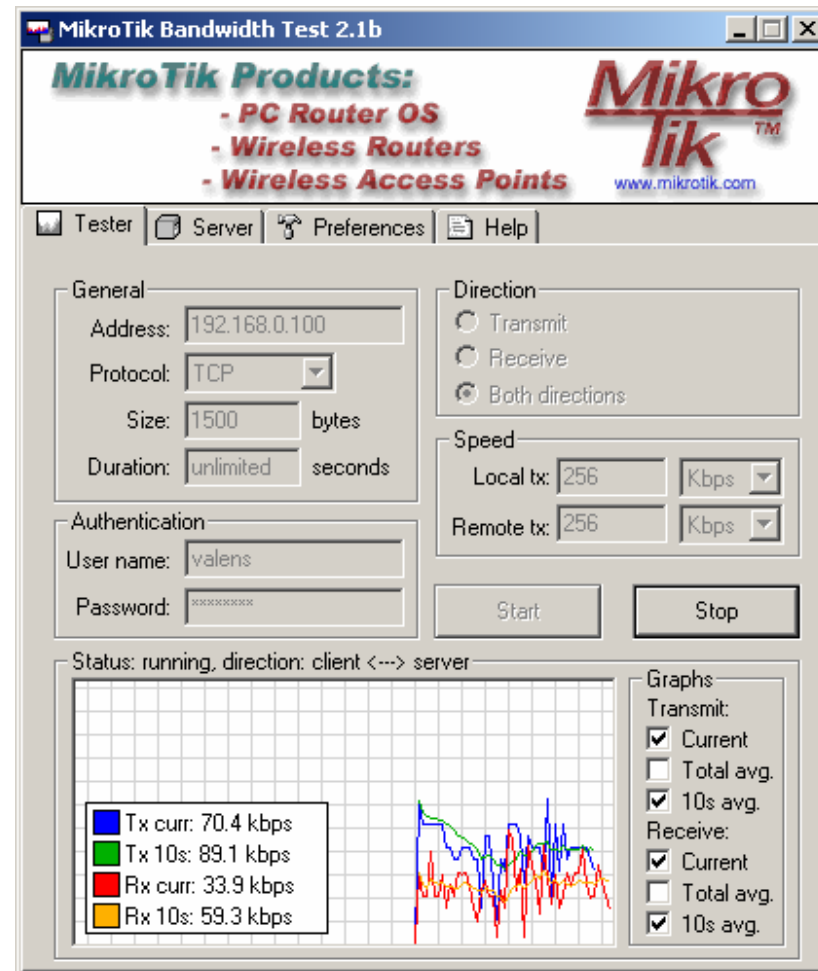 MikroTik Bandwidth Test 2.1b
MikroTik Products:
- PC Router OS
- Wireless Routers
- Wireless Access Points
Mikro
Tik TM
www.mikrotik.com
Tester Server Preferences Help
General
Address: 192.168.0.100
Protocol: TCP
Size: 1500 bytes
Duration: unlimited seconds
Authentication
User name: valens
Password: ********
Direction
Transmit
Receive
Both directions
Speed
Local tx: 256 Kbps
Remote tx: 256 Kbps
Start Stop
Status: running, direction: client <---> server
Tx curr: 70.4 kbps
Tx 10s: 89.1 kbps
Rx curr: 33.9 kbps
Rx 10s: 59.3 kbps
Graphs
Transmit:
Current
Total avg.
10s avg.
Receive:
Current
Total avg.
10s avg.